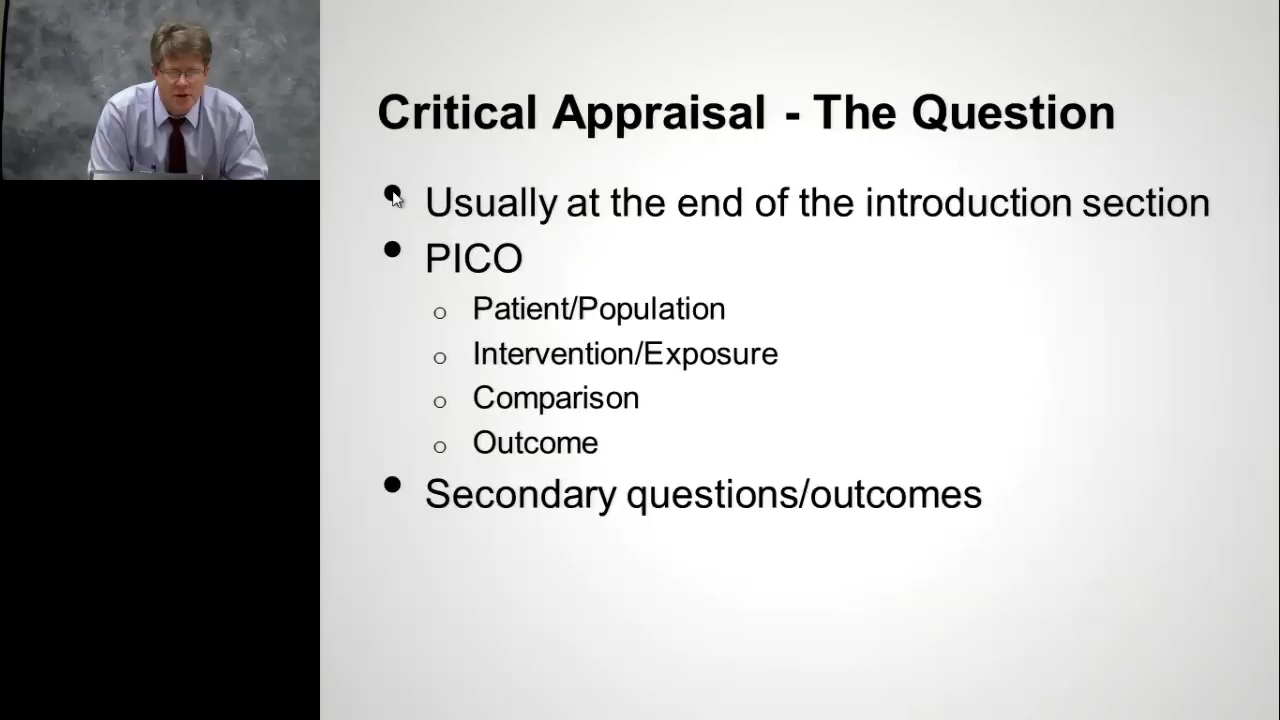 Critical Appraisal - The Question
• Usually at the end of the introduction section
• PICO
o Patient/Population
o Intervention/Exposure
o Comparison
o Outcome
• Secondary questions/outcomes